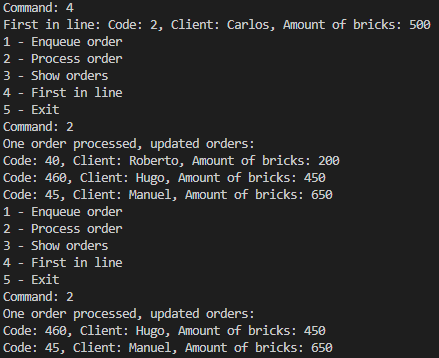 Command: 4
First in line: Code: 2, Client: Carlos, Amount of bricks: 500
1 - Enqueue order
2 - Process order
3 - Show orders
4 - First in line
5 - Exit
Command: 2
One order processed, updated orders:
Code: 40, Client: Roberto, Amount of bricks: 200
Code: 460, Client: Hugo, Amount of bricks: 450
Code: 45, Client: Manuel, Amount of bricks: 650
1 - Enqueue order
2 - Process order
3 - Show orders
4 - First in line
5 - Exit
Command: 2
One order processed, updated orders:
Code: 460, Client: Hugo, Amount of bricks: 450
Code: 45, Client: Manuel, Amount of bricks: 650